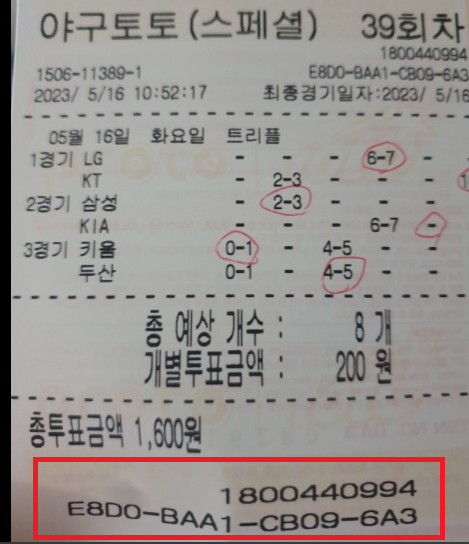 야구토토(스페셜) 39회차
1800440994
1506-11389-1 E8D0-BAA1-CB09-6A3
2023/ 5/16 10:52:17 최종경기일자:2023/ 5/16
05월 16일 화요일 트리플
1경기 LG - - - 6-7 -
KT - 2-3 - - -
2경기 삼성 - 2-3 - - -
KIA - - - 6-7 -
3경기 키움 0-1 - 4-5 - -
두산 0-1 - 4-5 - -
총 예상 개수 : 8 개
개별투표금액 : 200 원
총투표금액 1,600원
1800440994
E8D0-BAA1-CB09-6A3